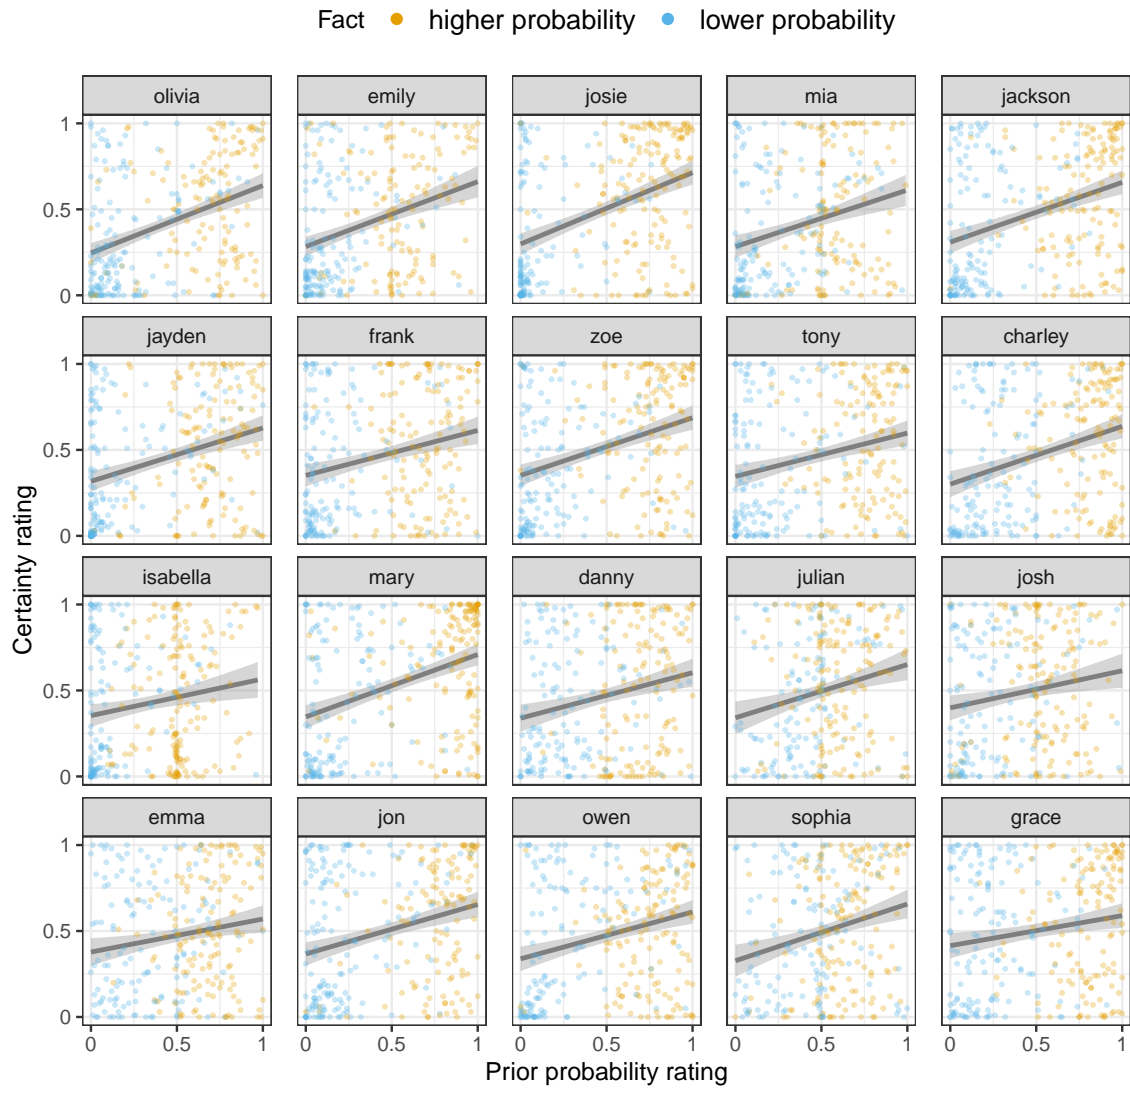 Fact higher probability lower probability
olivia emily josie mia jackson
1
0.5
0
jayden frank zoe tony charley
1
0.5
0
isabella mary danny julian josh
1
0.5
0
emma jon owen sophia grace
1
0.5
0
0 0.5 1 0 0.5 1 0 0.5 1 0 0.5 1 0 0.5 1
Prior probability rating
Certainty rating